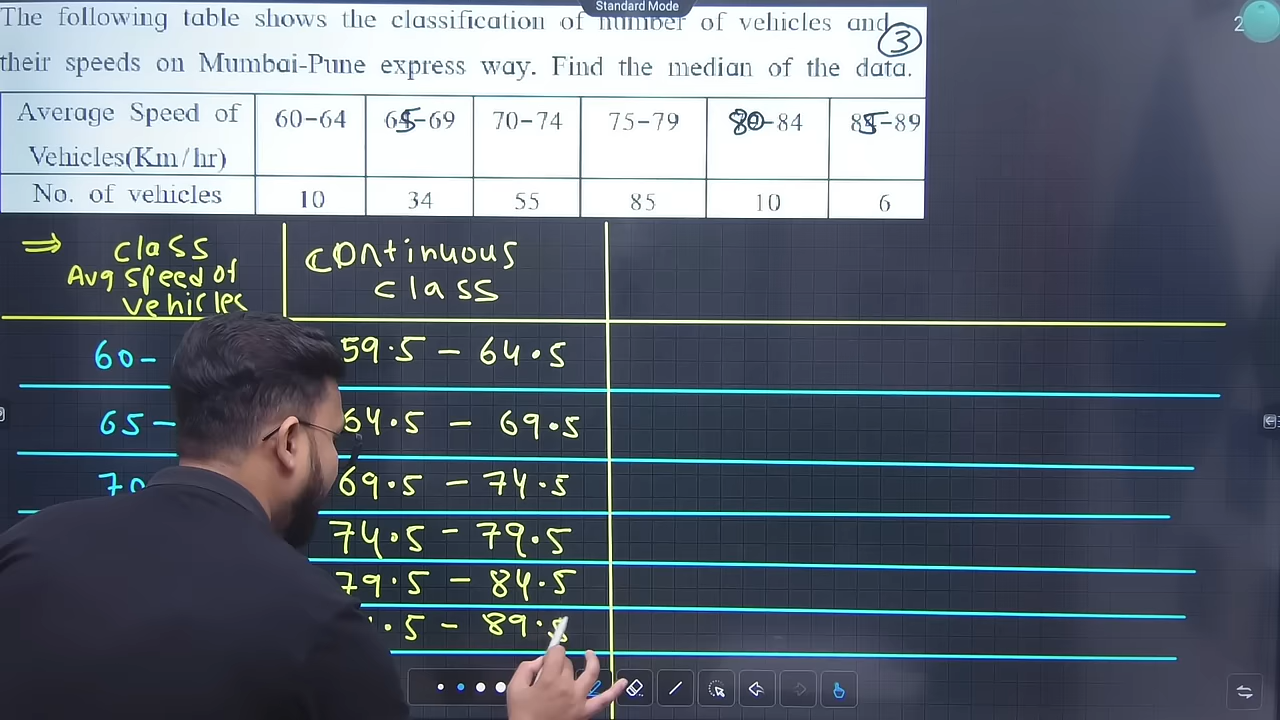 Standard Mode
The following table shows the classification of number of vehicles and
3
their speeds on Mumbai-Pune express way. Find the median of the data.
Average Speed of Vehicles(Km/hr) 60-64 65-69 70-74 75-79 80-84 85-89
No. of vehicles 10 34 55 85 10 6
⇒ class Continuous
Avg speed of class
vehicles
60- 59.5 - 64.5
65- 64.5 - 69.5
70 69.5 - 74.5
74.5 - 79.5
79.5 - 84.5
.5 - 89.5
2